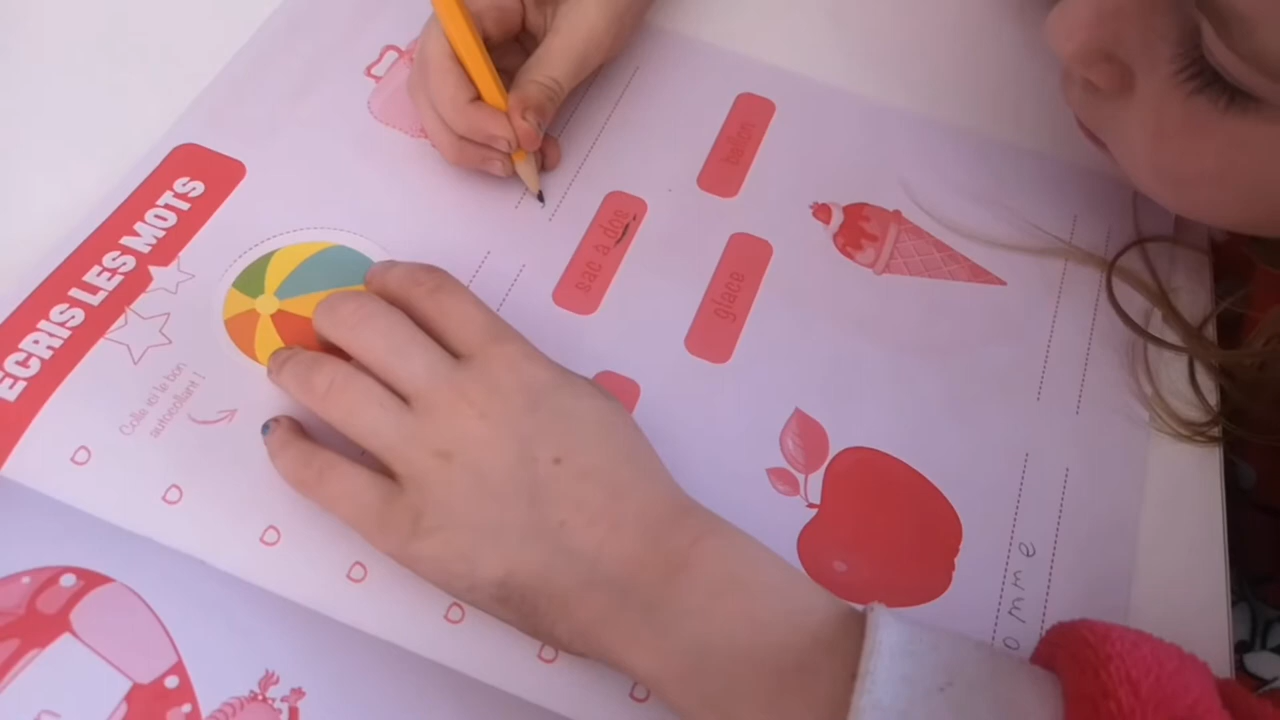 ECRIS LES MOTS
Colle ici le bon
autocollant !
ballon
sac a dos
glace
omme